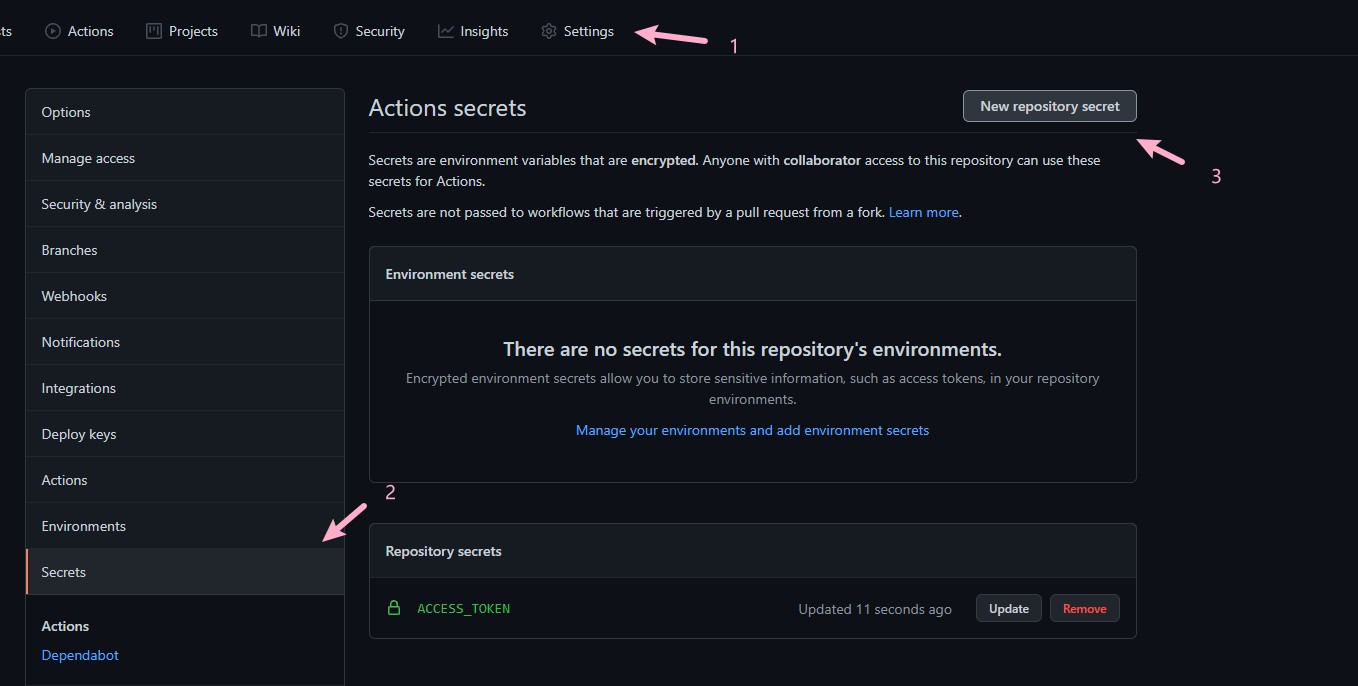 ts Actions Projects Wiki Security Insights Settings 1
Options
Manage access
Security & analysis
Branches
Webhooks
Notifications
Integrations
Deploy keys
Actions
Environments
2
Secrets
Actions
Dependabot
Actions secrets
New repository secret
3
Secrets are environment variables that are encrypted. Anyone with collaborator access to this repository can use these
secrets for Actions.
Secrets are not passed to workflows that are triggered by a pull request from a fork. Learn more.
Environment secrets
There are no secrets for this repository's environments.
Encrypted environment secrets allow you to store sensitive information, such as access tokens, in your repository
environments.
Manage your environments and add environment secrets
Repository secrets
ACCESS_TOKEN Updated 11 seconds ago Update Remove